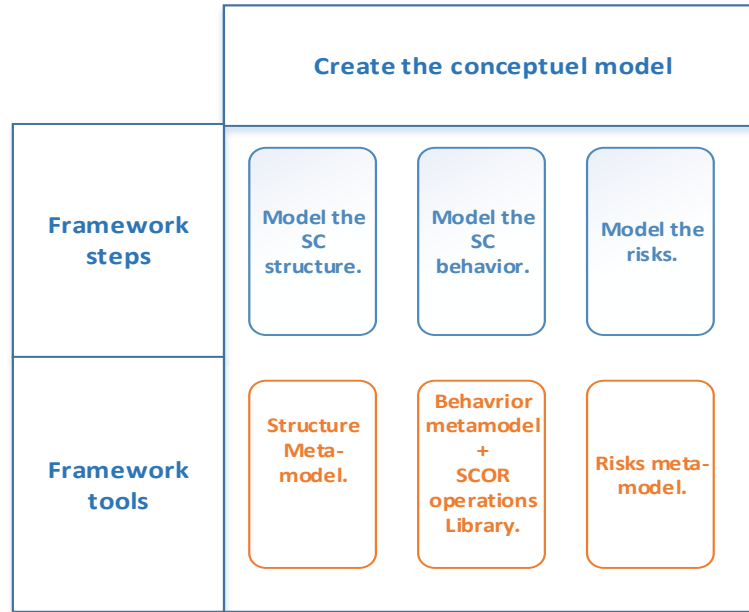 Create the conceptuel model
Framework
steps
Model the
SC
structure.
Model the
SC
behavior.
Model the
risks.
Framework
tools
Structure
Meta-
model.
Behavrior
metamodel
+
SCOR
operations
Library.
Risks meta-
model.